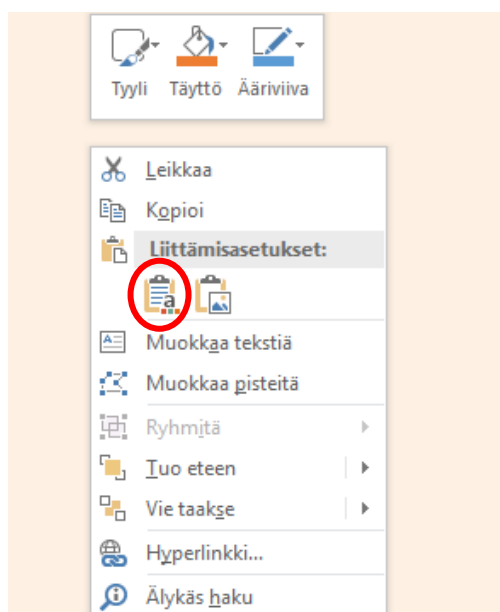 Tyyli Täyttö Ääriviiva
Leikkaa
Kopioi
Liittämisasetukset:
a
Muokkaa tekstiä
Muokkaa pisteitä
Ryhmitä
Tuo eteen
Vie taakse
Hyperlinkki...
Älykäs haku